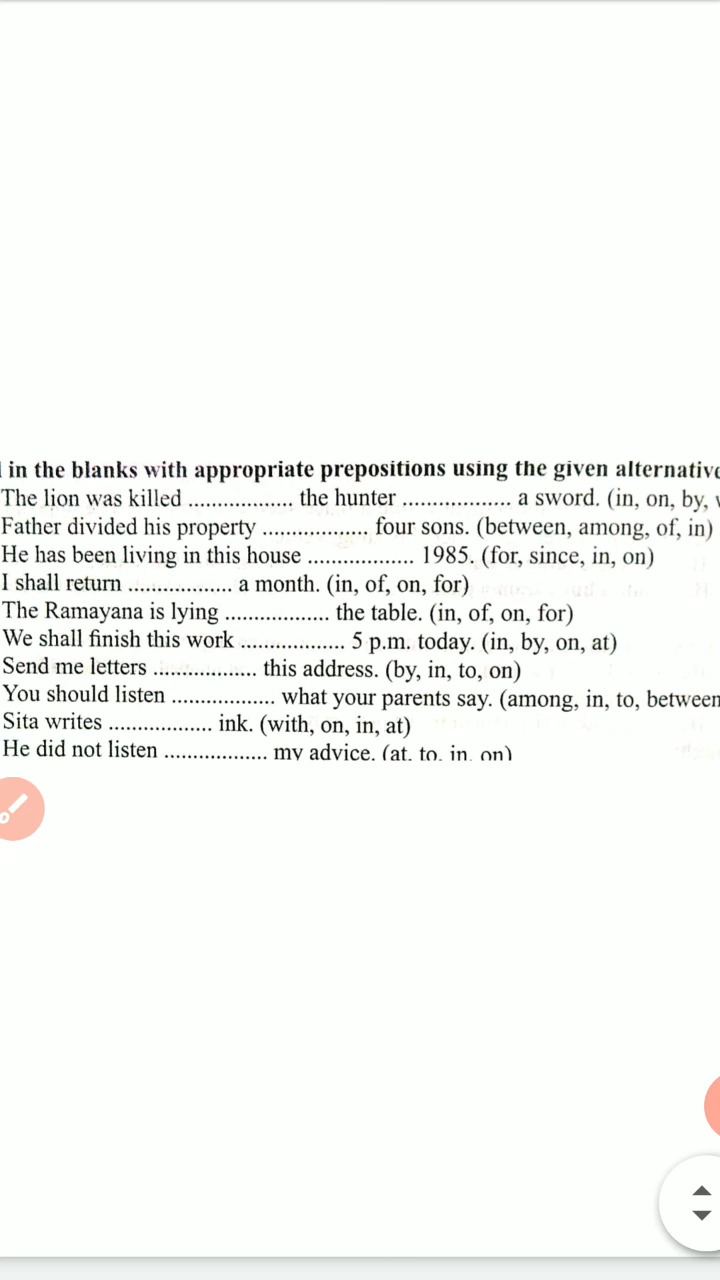 in the blanks with appropriate prepositions using the given
The lion was killed .................. the hunter .................. a sword. (in, on, by,
Father divided his property .................. four sons. (between, among, of, in)
He has been living in this house .................. 1985. (for, since, in, on)
I shall return .................. a month. (in, of, on, for)
The Ramayana is lying .................. the table. (in, of, on, for)
We shall finish this work .................. 5 p.m. today. (in, by, on, at)
Send me letters .................. this address. (by, in, to, on)
You should listen .................. what your parents say. (among, in, to, between
Sita writes .................. ink. (with, on, in, at)
He did not listen .................. my advice. (at, to, in, on)